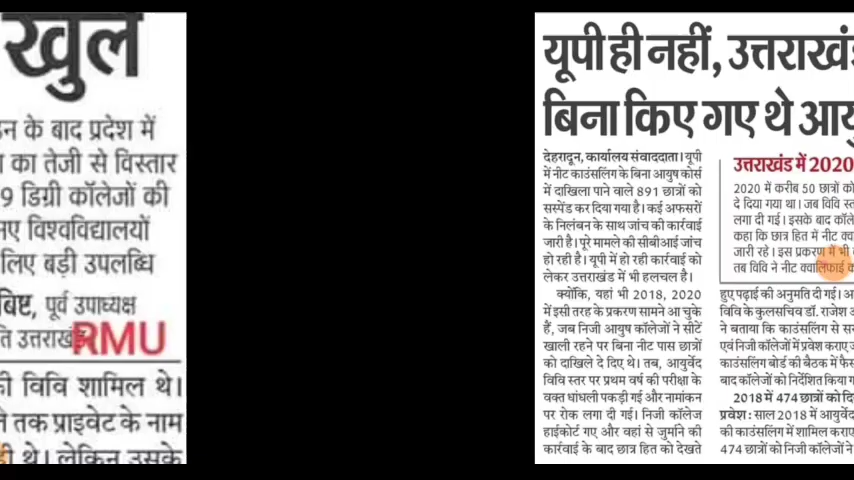 खुल
न के बाद प्रदेश में
का तेजी से विस्तार
9 डिग्री कॉलेजों की
नए विश्वविद्यालयों
लिए बड़ी उपलब्धि
बिष्ट, पूर्व उपाध्यक्ष
ति उत्तराखंड
RMU
की विवि शामिल थे।
तक प्राइवेट के नाम
ही थे। लेकिन उसके
यूपी ही नहीं, उत्तराखं
बिना किए गए थे आयु
देहरादून, कार्यालय संवाददाता। यूपी
में नीट काउंसलिंग के बिना आयुष कोर्स
में दाखिला पाने वाले 891 छात्रों को
सस्पेंड कर दिया गया है। कई अफसरों
के निलंबन के साथ जांच की कार्रवाई
जारी है। पूरे मामले की सीबीआई जांच
हो रही है। यूपी में हो रही कार्रवाई को
लेकर उत्तराखंड में भी हलचल है।
क्योंकि, यहां भी 2018, 2020
में इसी तरह के प्रकरण सामने आ चुके
हैं, जब निजी आयुष कॉलेजों ने सीटें
खाली रहने पर बिना नीट पास छात्रों
को दाखिले दे दिए थे। तब, आयुर्वेद
विवि स्तर पर प्रथम वर्ष की परीक्षा के
वक्त धांधली पकड़ी गई और नामांकन
पर रोक लगा दी गई। निजी कॉलेज
हाईकोर्ट गए और वहां से जुर्माने की
कार्रवाई के बाद छात्र हित को देखते
उत्तराखंड में 2020
2020 में करीब 50 छात्रों को
दे दिया गया था। जब विवि स्त
लगा दी गई। इसके बाद कॉले
कहा कि छात्र हित में नीट क्व
जारी रहे। इस प्रकरण में भी
तब विवि ने नीट क्वालिफाई क
हुए पढ़ाई की अनुमति दी गई। अ
विवि के कुलसचिव डॉ. राजेश अ
ने बताया कि काउंसलिंग से सर
एवं निजी कॉलेजों में प्रवेश कराए ज
काउंसलिंग बोर्ड की बैठक में फैस
बाद कॉलेजों को निर्देशित किया ग
2018 में 474 छात्रों को दि
प्रवेश: साल 2018 में आयुर्वेद
की काउंसलिंग में शामिल कराए
474 छात्रों को निजी कॉलेजों ने